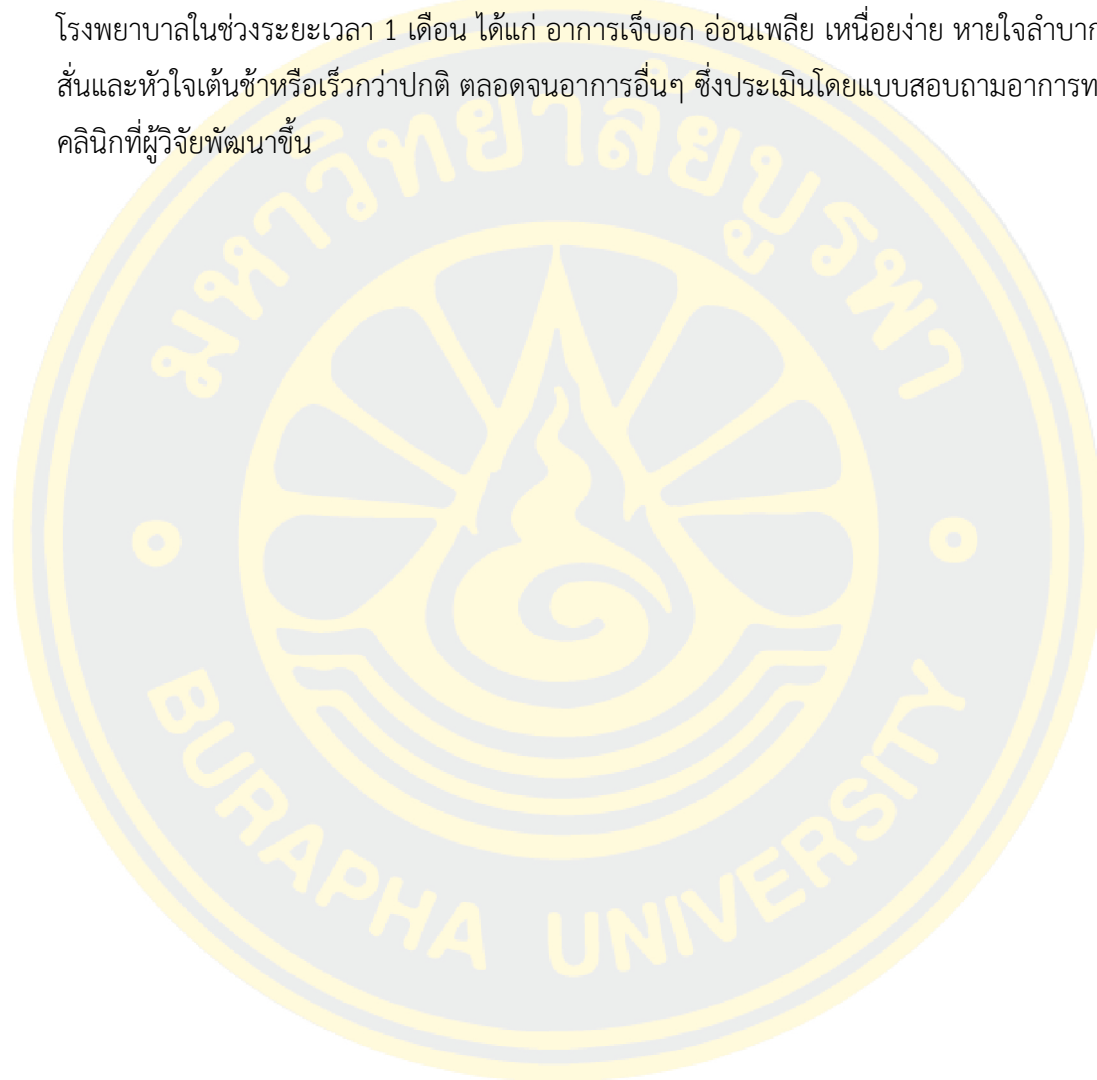 โรงพยาบาลในช่วงระยะเวลา 1 เดือน ได้แก่ อาการเจ็บอก อ่อนเพลีย เหนื่อยง่าย หายใจลำบาก
สั่นและหัวใจเต้นช้าหรือเร็วกว่าปกติ ตลอดจนอาการอื่นๆ ซึ่งประเมินโดยแบบสอบถามอาการท
คลินิกที่ผู้วิจัยพัฒนาขึ้น
มหาวิทยาลัยบูรพา
BURAPHA UNIVERSITY